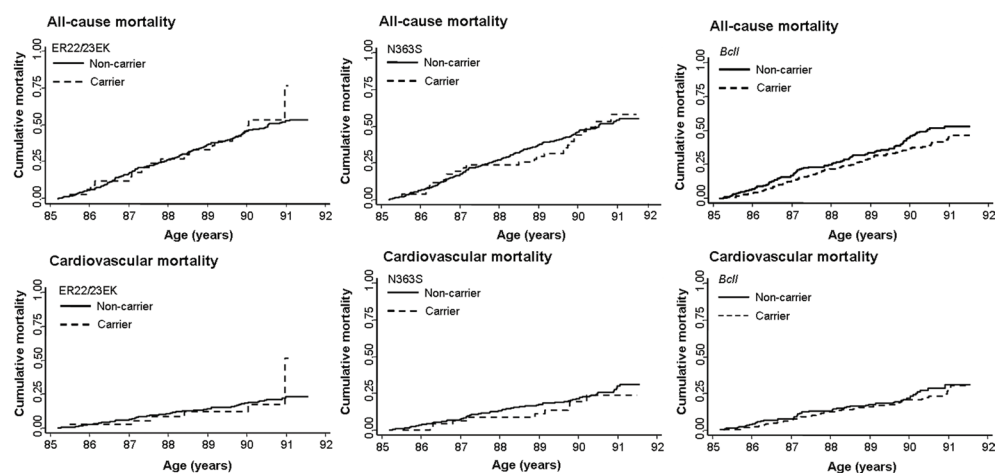 All-cause mortality
ER22/23EK
Non-carrier
Carrier
Cumulative mortality
1.00
0.75
0.50
0.25
0.00
85 86 87 88 89 90 91 92
Age (years)
All-cause mortality
N363S
Non-carrier
Carrier
Cumulative mortality
1.00
0.75
0.50
0.25
0.00
85 86 87 88 89 90 91 92
Age (years)
All-cause mortality
BclI
Non-carrier
Carrier
Cumulative mortality
1.00
0.75
0.50
0.25
0.00
85 86 87 88 89 90 91 92
Age (years)
Cardiovascular mortality
ER22/23EK
Non-carrier
Carrier
Cumulative mortality
1.00
0.75
0.50
0.25
0.00
85 86 87 88 89 90 91 92
Age (years)
Cardiovascular mortality
N363S
Non-carrier
Carrier
Cumulative mortality
1.00
0.75
0.50
0.25
0.00
85 86 87 88 89 90 91 92
Age (years)
Cardiovascular mortality
BclI
Non-carrier
Carrier
Cumulative mortality
1.00
0.75
0.50
0.25
0.00
85 86 87 88 89 90 91 92
Age (years)